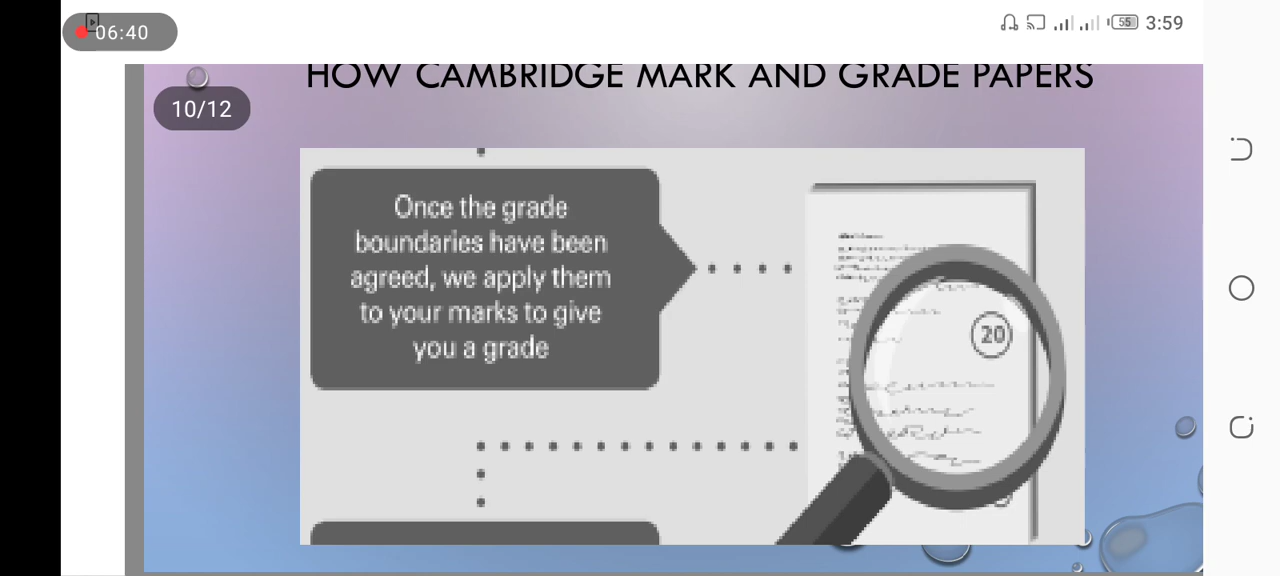 06:40
55 3:59
HOW CAMBRIDGE MARK AND GRADE PAPERS
10/12
Once the grade
boundaries have been
agreed, we apply them
to your marks to give
you a grade
20